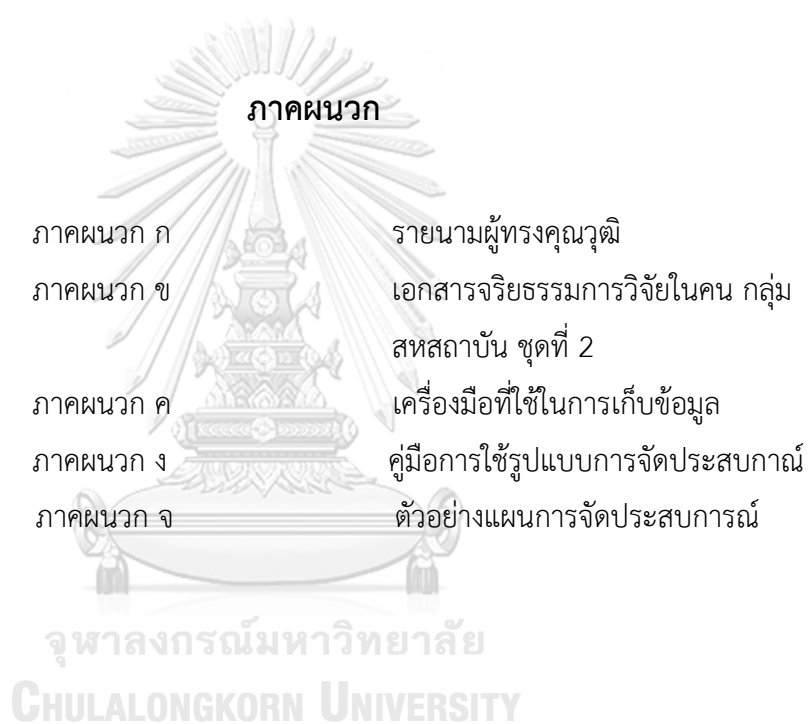 ภาคผนวก
ภาคผนวก ก รายนามผู้ทรงคุณวุฒิ
ภาคผนวก ข เอกสารจริยธรรมการวิจัยในคน กลุ่ม
สหสถาบัน ชุดที่ 2
ภาคผนวก ค เครื่องมือที่ใช้ในการเก็บข้อมูล
ภาคผนวก ง คู่มือการใช้รูปแบบการจัดประสบกาณ์
ภาคผนวก จ ตัวอย่างแผนการจัดประสบการณ์
จุฬาลงกรณ์มหาวิทยาลัย
CHULALONGKORN UNIVERSITY